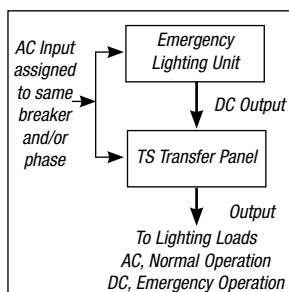 AC Input
assigned
to same
breaker
and/or
phase
Emergency
Lighting Unit
DC Output
TS Transfer Panel
Output
To Lighting Loads
AC, Normal Operation
DC, Emergency Operation